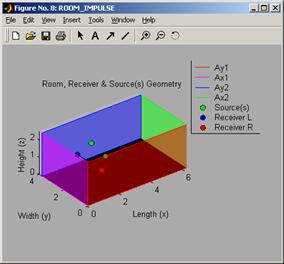 Figure No. 8: ROOM_IMPULSE
File Edit View Insert Tools Window Help
Room, Receiver & Source(s) Geometry
Ay1
Ax1
Ay2
Ax2
Source(s)
Receiver L
Receiver R
Height (z)
2
1
0
4
2
0
Width (y)
0
2
4
6
Length (x)